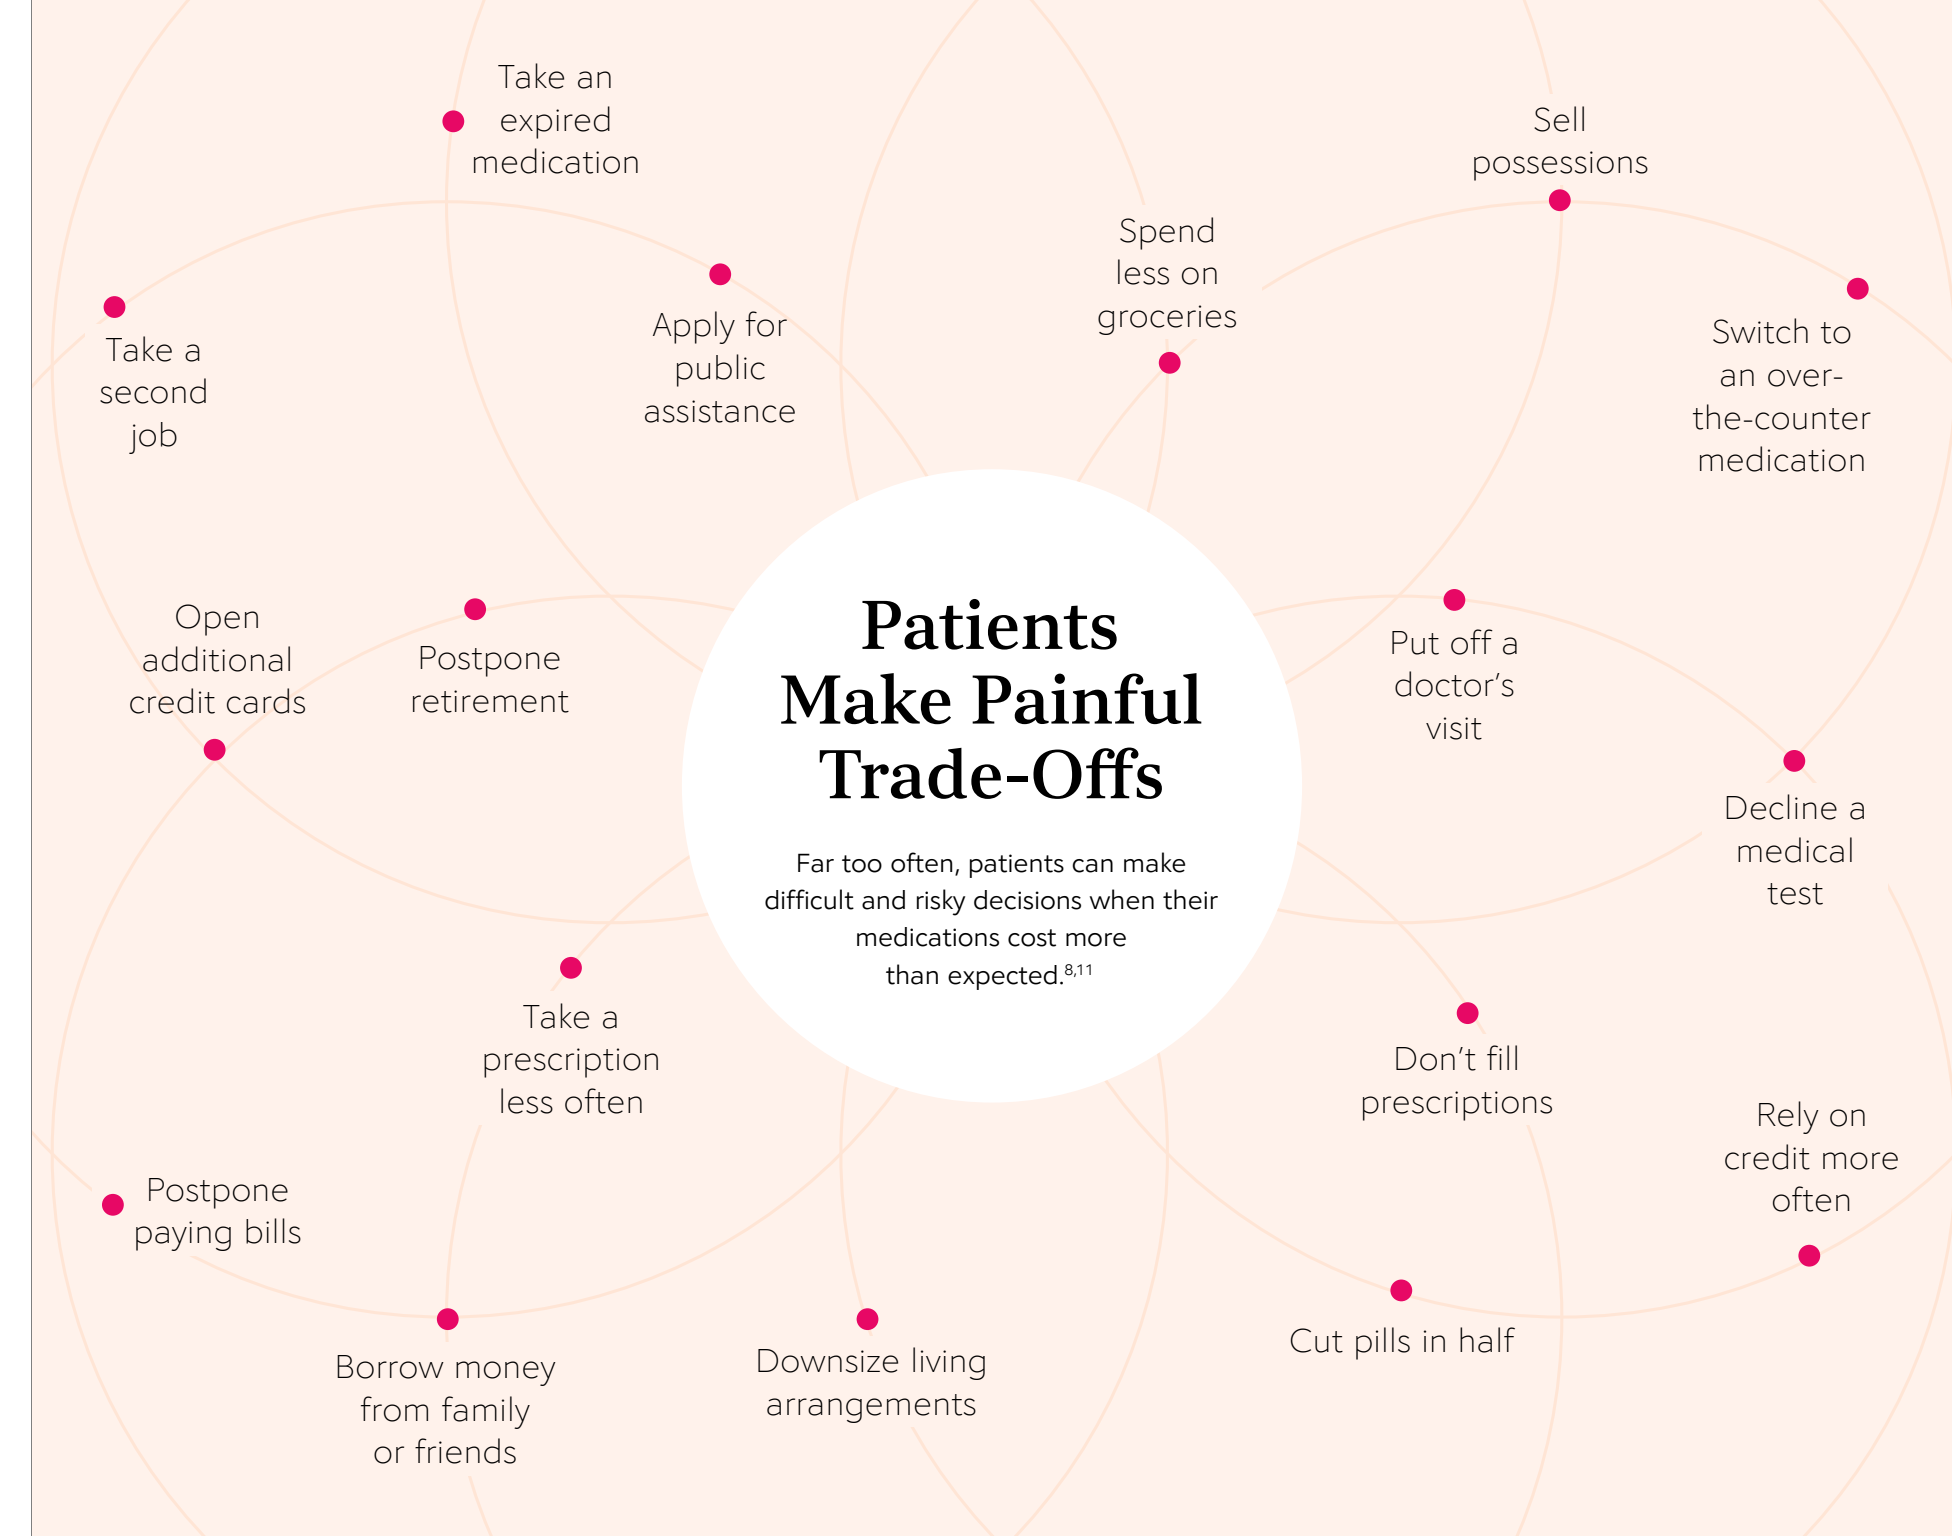 Take an
expired
medication
Sell
possessions
Spend
less on
groceries
Take a
second
job
Apply for
public
assistance
Switch to
an over-
the-counter
medication
Open
additional
credit cards
Postpone
retirement
Patients
Make Painful
Trade-Offs
Far too often, patients can make
difficult and risky decisions when their
medications cost more
than expected.8,11
Put off a
doctor’s
visit
Decline a
medical
test
Take a
prescription
less often
Don’t fill
prescriptions
Rely on
credit more
often
Postpone
paying bills
Borrow money
from family
or friends
Downsize living
arrangements
Cut pills in half